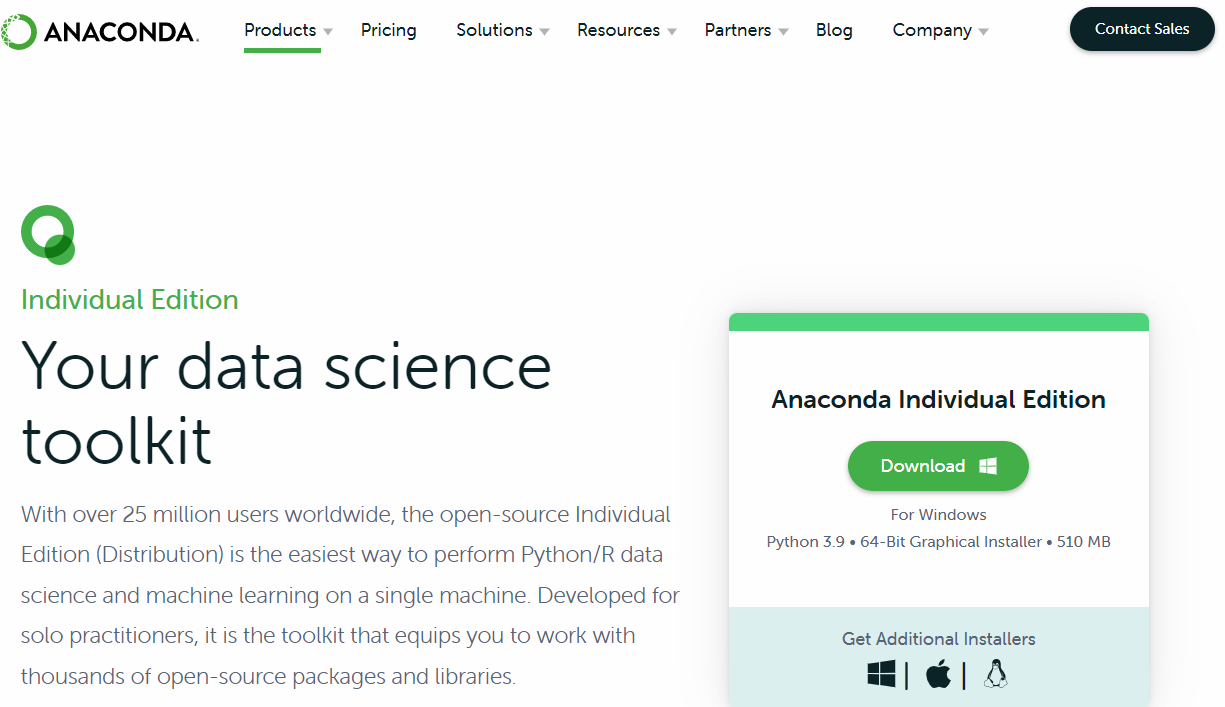 ANACONDA.
Products
Pricing
Solutions
Resources
Partners
Blog
Company
Contact Sales
Individual Edition
Your data science
toolkit
With over 25 million users worldwide, the open-source Individual
Edition (Distribution) is the easiest way to perform Python/R data
science and machine learning on a single machine. Developed for
solo practitioners, it is the toolkit that equips you to work with
thousands of open-source packages and libraries.
Anaconda Individual Edition
Download
For Windows
Python 3.9 • 64-Bit Graphical Installer • 510 MB
Get Additional Installers